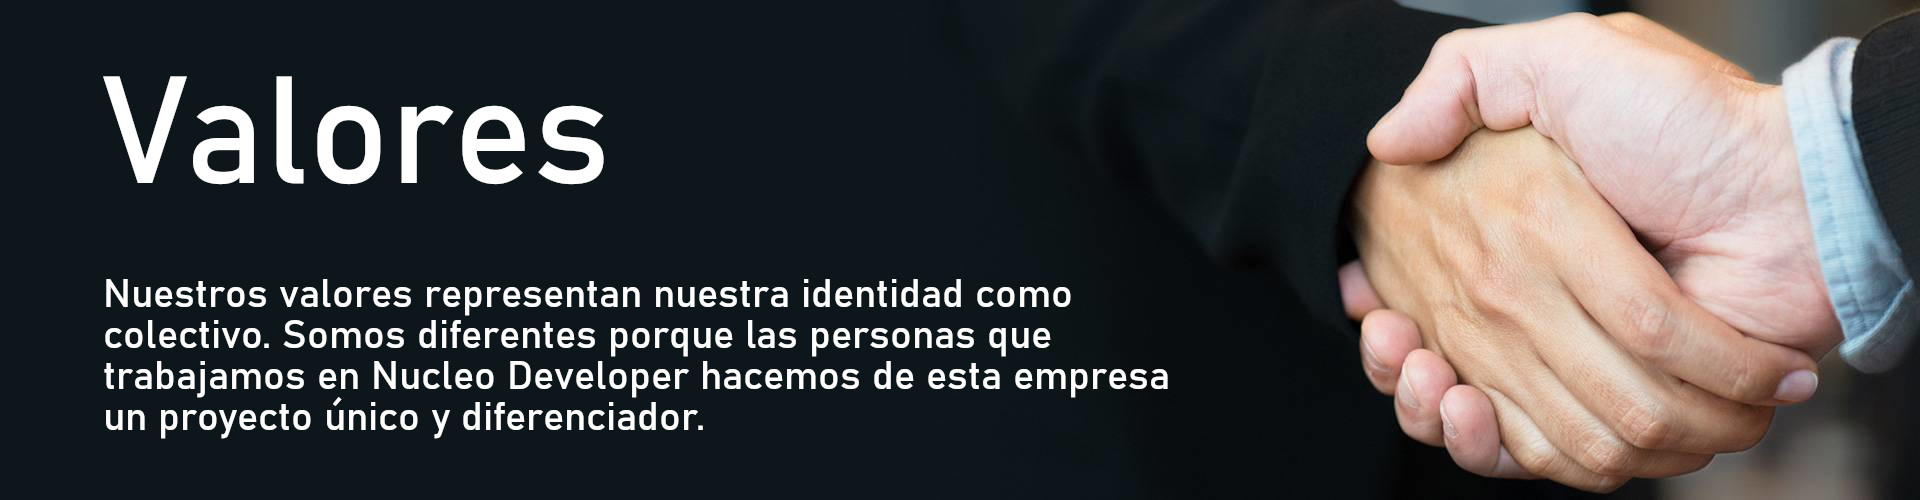 Valores
Nuestros valores representan nuestra identidad como
colectivo. Somos diferentes porque las personas que
trabajamos en Nucleo Developer hacemos de esta empresa
un proyecto único y diferenciador.